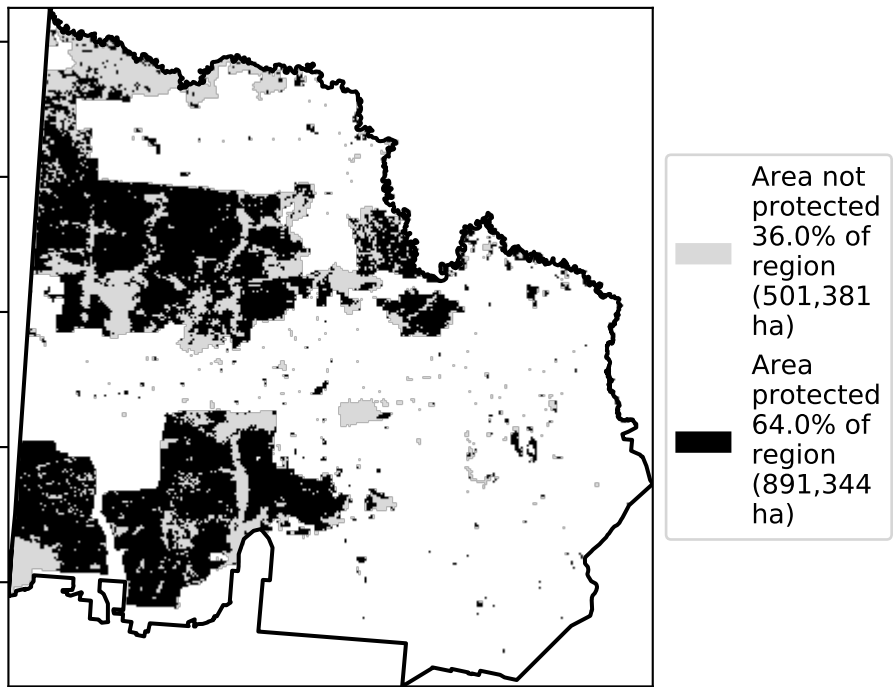 Area not
protected
36.0% of
region
(501,381
ha)
Area
protected
64.0% of
region
(891,344
ha)